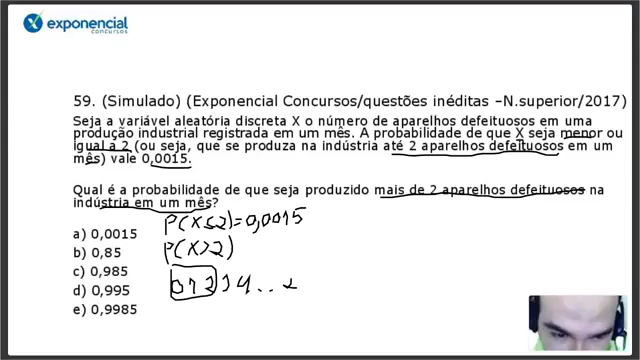 exponencial
CONCURSOS
59. (Simulado) (Exponencial Concursos/questões inéditas –N.superior/2017)
Seja a variável aleatória discreta X o número de aparelhos defeituosos em uma
produção industrial registrada em um mês. A probabilidade de que X seja menor ou
igual a 2 (ou seja, que se produza na indústria até 2 aparelhos defeituosos em um
mês) vale 0,0015.
Qual é a probabilidade de que seja produzido mais de 2 aparelhos defeituosos na
indústria em um mês?
P(X≤2)=0,0015
a) 0,0015
P(X>2)
b) 0,85
c) 0,985
0 1 2 3 4 ...
d) 0,995
e) 0,9985